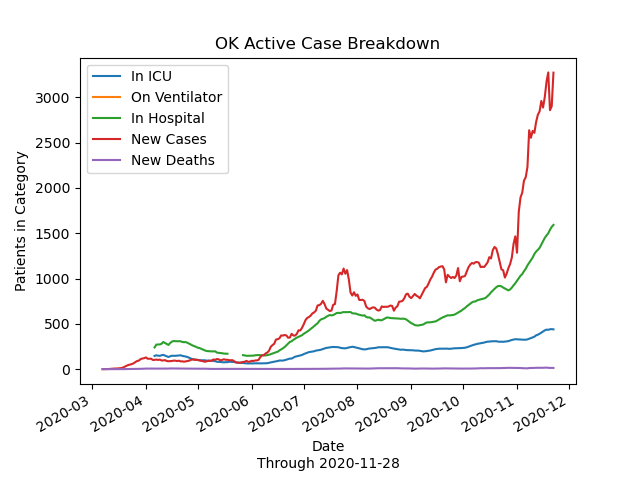 OK Active Case Breakdown
In ICU
On Ventilator
In Hospital
New Cases
New Deaths
Patients in Category
3000
2500
2000
1500
1000
500
0
2020-03
2020-04
2020-05
2020-06
2020-07
2020-08
2020-09
2020-10
2020-11
2020-12
Date
Through 2020-11-28